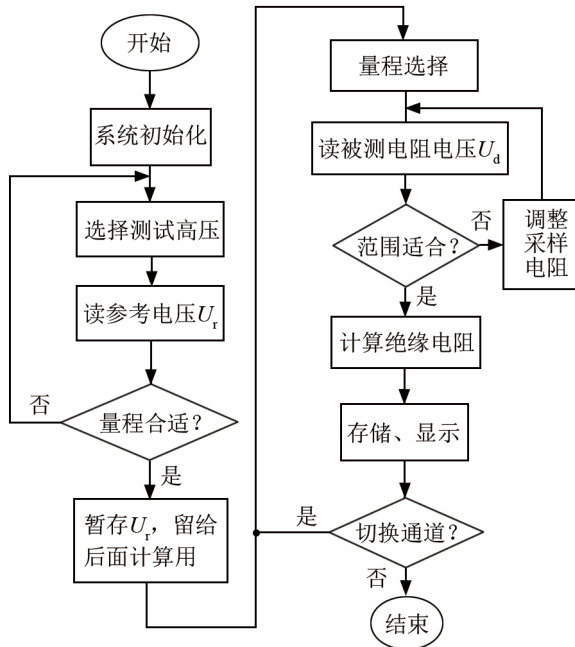 开始
系统初始化
选择测试高压
读参考电压Ur
量程合适？
否
是
暂存Ur，留给
后面计算用
量程选择
读被测电阻电压Ud
范围适合？
否
调整
采样
电阻
是
计算绝缘电阻
存储、显示
切换通道？
是
否
结束